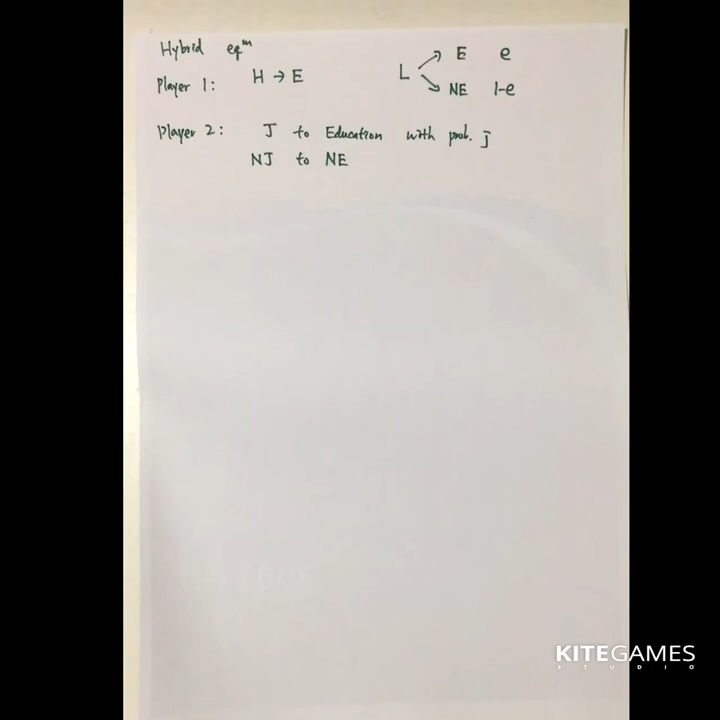 Hybrid eqᵐ
Player 1: H → E L → E e
→ NE 1-e
Player 2: J to Education with prob. j
NJ to NE
KITEGAMES
STUDIO